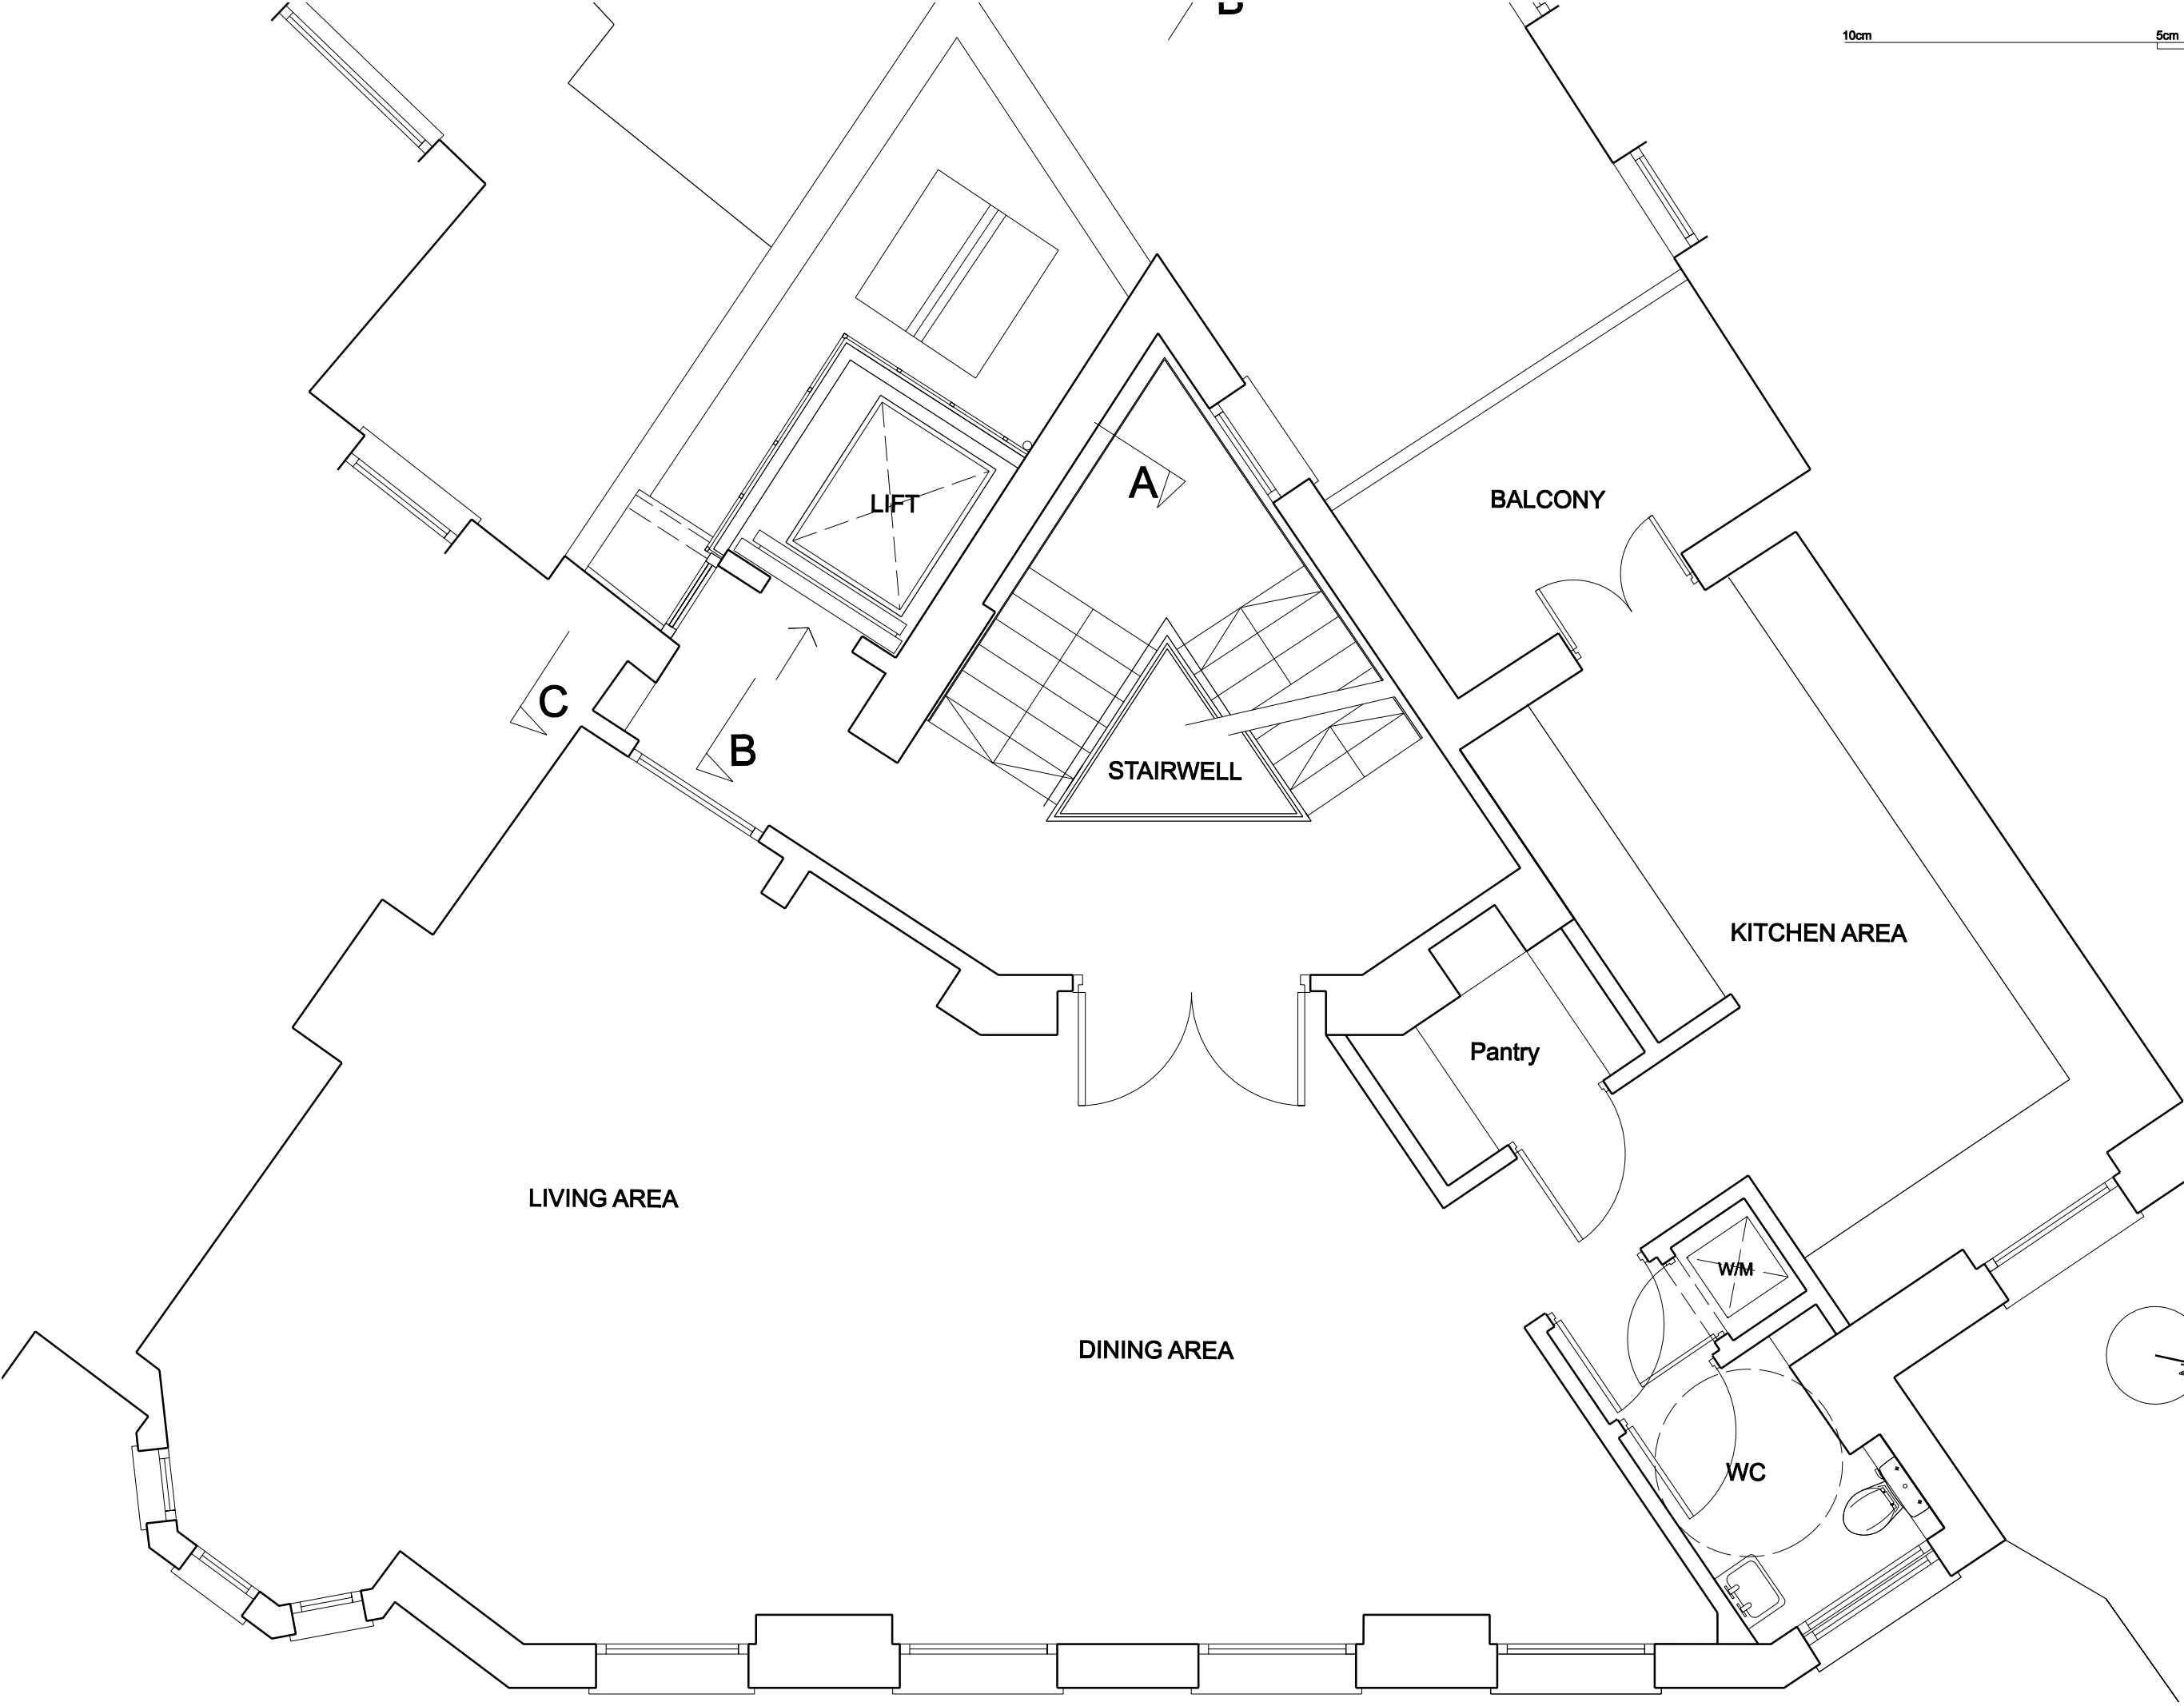 10cm
5cm
LIFT
A
BALCONY
C
B
STAIRWELL
KITCHEN AREA
Pantry
LIVING AREA
W/M
DINING AREA
WC